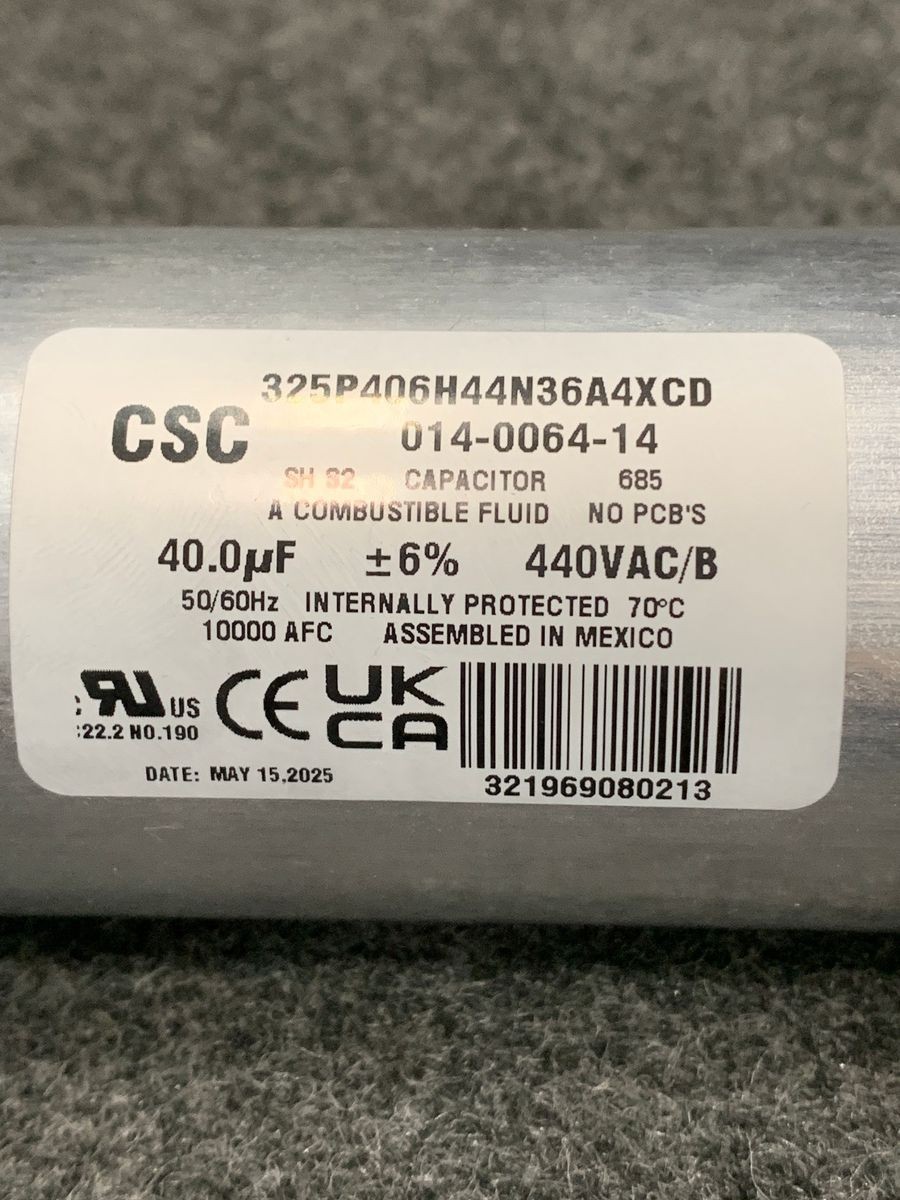 325P406H44N36A4XCD
CSC 014-0064-14
SH S2 CAPACITOR 685
A COMBUSTIBLE FLUID NO PCB'S
40.0µF ±6% 440VAC/B
50/60Hz INTERNALLY PROTECTED 70ºC
10000 AFC ASSEMBLED IN MEXICO
US CE UK CA
:22.2 NO.190
DATE: MAY 15,2025
321969080213